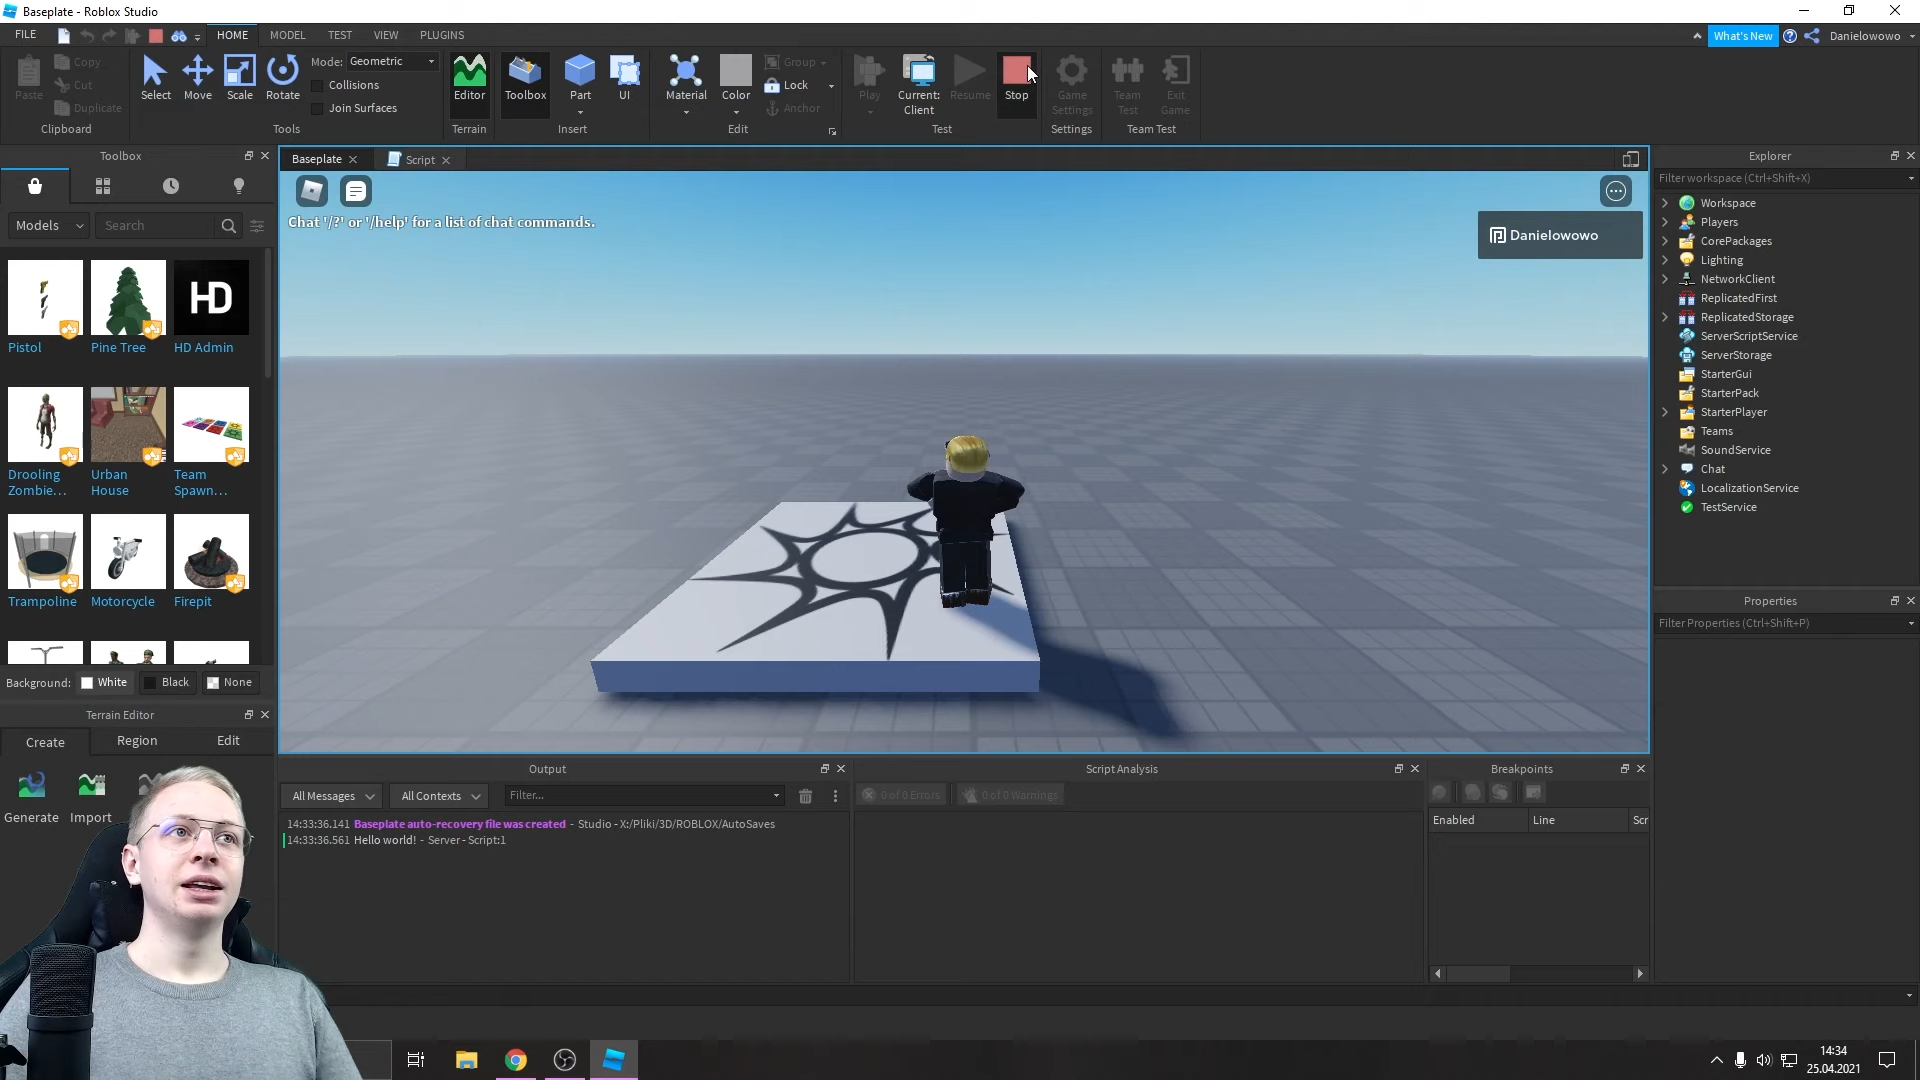 Baseplate - Roblox Studio
FILE HOME MODEL TEST VIEW PLUGINS What's New Danielowowo
Paste Copy Cut Duplicate
Clipboard
Select Move Scale Rotate
Mode: Geometric
Collisions
Join Surfaces
Tools
Editor
Terrain
Toolbox Part UI
Insert
Material Color
Group
Lock
Anchor
Edit
Play
Current: Client
Resume
Stop
Test
Game Settings
Settings
Team Test
Exit Game
Team Test
Toolbox
Models
Search
Pistol
Pine Tree
HD
HD Admin
Drooling Zombie...
Urban House
Team Spawn...
Trampoline
Motorcycle
Firepit
Background: White Black None
Terrain Editor
Create Region Edit
Generate Import
Baseplate Script
Chat '/?' or '/help' for a list of chat commands.
Danielowowo
Output
All Messages
All Contexts
Filter...
14:33:36.141 Baseplate auto-recovery file was created - Studio - X:/Pliki/3D/ROBLOX/AutoSaves
14:33:36.561 Hello world! - Server - Script:1
Script Analysis
0 of 0 Errors
0 of 0 Warnings
Breakpoints
Enabled Line Scr
Explorer
Filter workspace (Ctrl+Shift+X)
Workspace
Players
CorePackages
Lighting
NetworkClient
ReplicatedFirst
ReplicatedStorage
ServerScriptService
ServerStorage
StarterGui
StarterPack
StarterPlayer
Teams
SoundService
Chat
LocalizationService
TestService
Properties
Filter Properties (Ctrl+Shift+P)
14:34
25.04.2021